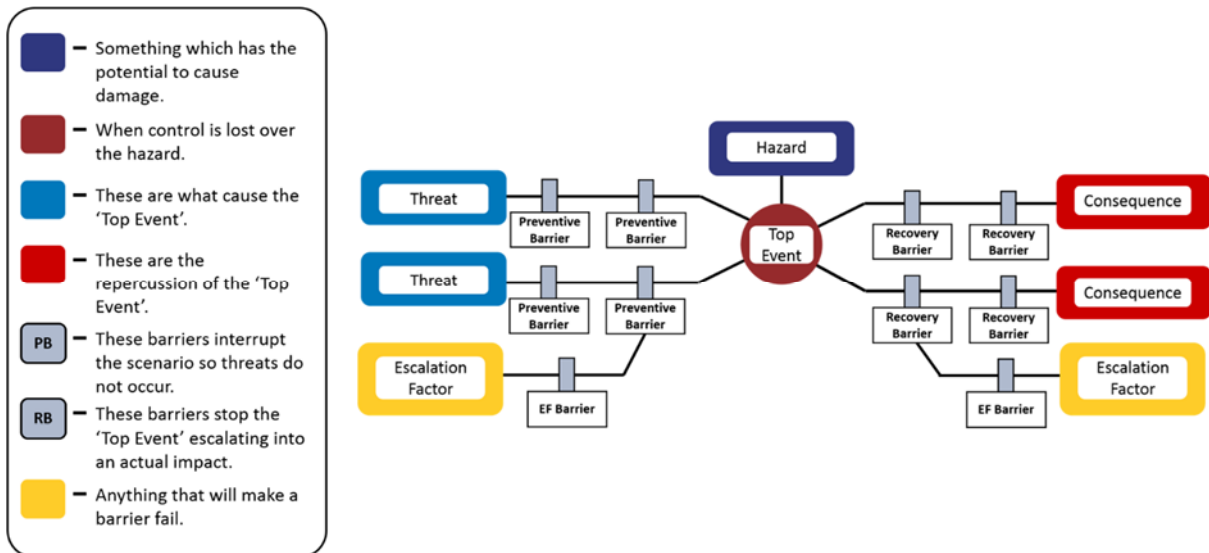 Something which has the
potential to cause
damage.
When control is lost over
the hazard.
These are what cause the
‘Top Event’.
These are the
repercussion of the ‘Top
Event’.
PB
These barriers interrupt
the scenario so threats do
not occur.
RB
These barriers stop the
‘Top Event’ escalating into
an actual impact.
Anything that will make a
barrier fail.
Hazard
Threat
Preventive
Barrier
Preventive
Barrier
Top
Event
Recovery
Barrier
Recovery
Barrier
Consequence
Threat
Preventive
Barrier
Preventive
Barrier
Recovery
Barrier
Recovery
Barrier
Consequence
Escalation
Factor
EF Barrier
EF Barrier
Escalation
Factor